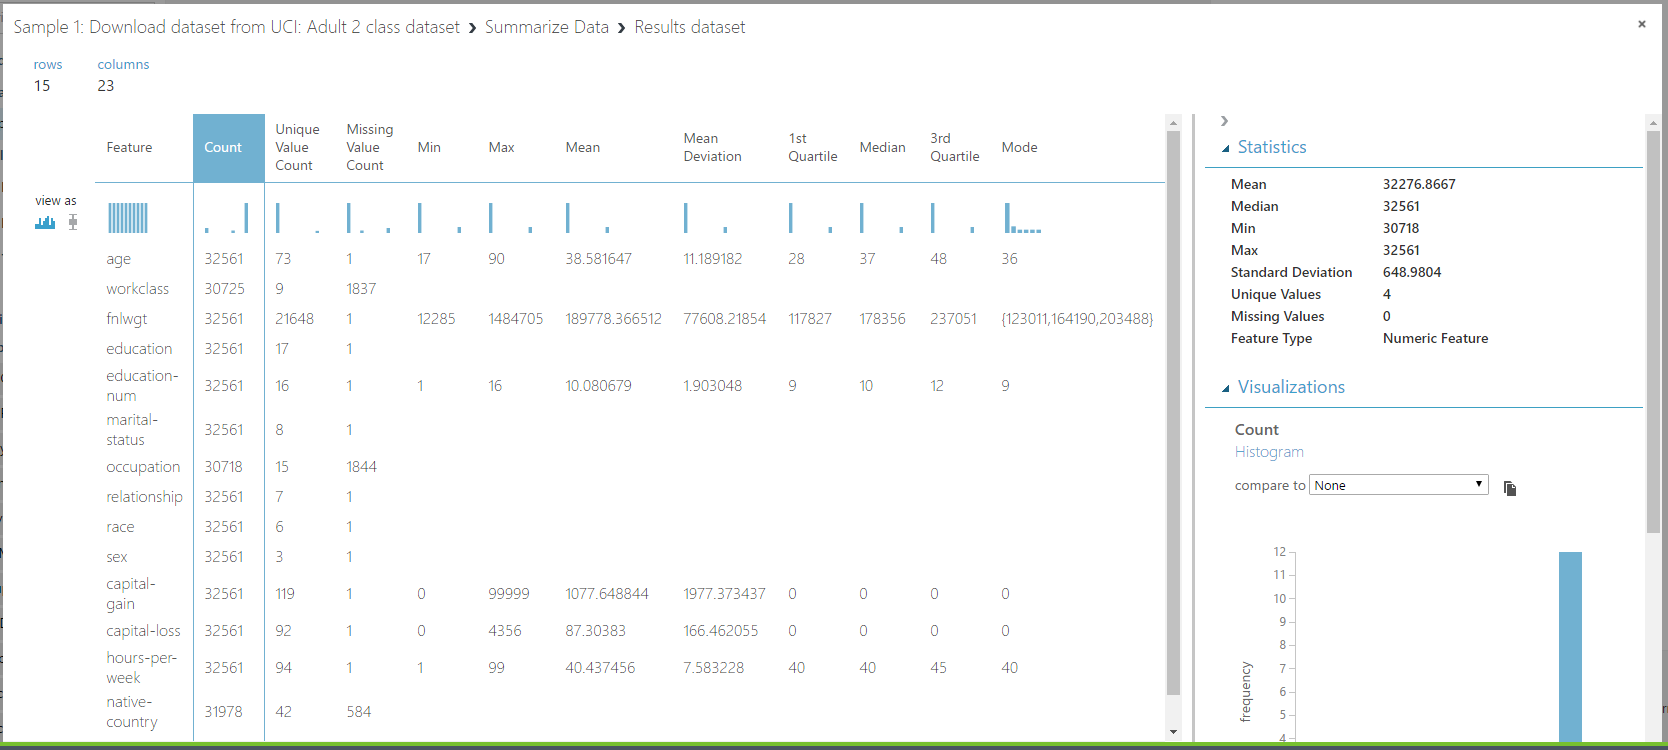 Sample 1: Download dataset from UCI: Adult 2 class dataset › Summarize Data › Results dataset
rows columns
15 23
view as
Feature Count Unique Value Count Missing Value Count Min Max Mean Mean Deviation 1st Quartile Median 3rd Quartile Mode
age 32561 73 1 17 90 38.581647 11.189182 28 37 48 36
workclass 30725 9 1837
fnlwgt 32561 21648 1 12285 1484705 189778.366512 77608.21854 117827 178356 237051 {123011,164190,203488}
education 32561 17 1
education-num 32561 16 1 1 16 10.080679 1.903048 9 10 12 9
marital-status 32561 8 1
occupation 30718 15 1844
relationship 32561 7 1
race 32561 6 1
sex 32561 3 1
capital-gain 32561 119 1 0 99999 1077.648844 1977.373437 0 0 0 0
capital-loss 32561 92 1 0 4356 87.30383 166.462055 0 0 0 0
hours-per-week 32561 94 1 1 99 40.437456 7.583228 40 40 45 40
native-country 31978 42 584
Statistics
Mean 32276.8667
Median 32561
Min 30718
Max 32561
Standard Deviation 648.9804
Unique Values 4
Missing Values 0
Feature Type Numeric Feature
Visualizations
Count
Histogram
compare to None
frequency
12
11
10
9
8
7
6
5
4